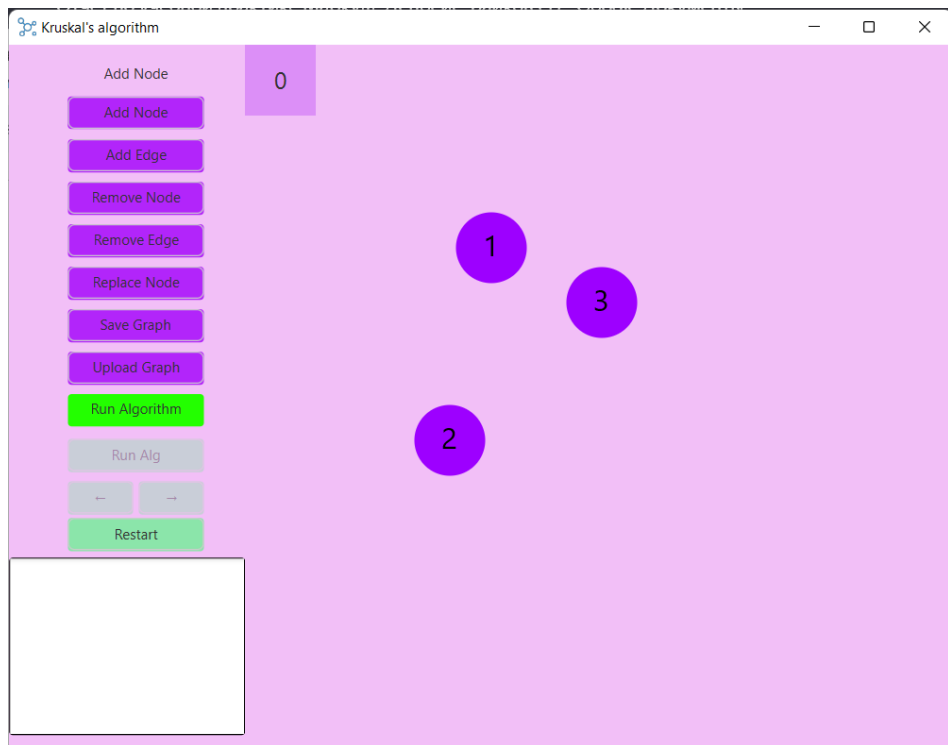 Kruskal's algorithm
Add Node
Add Node
Add Edge
Remove Node
Remove Edge
Replace Node
Save Graph
Upload Graph
Run Algorithm
Run Alg
← →
Restart
0
1
3
2